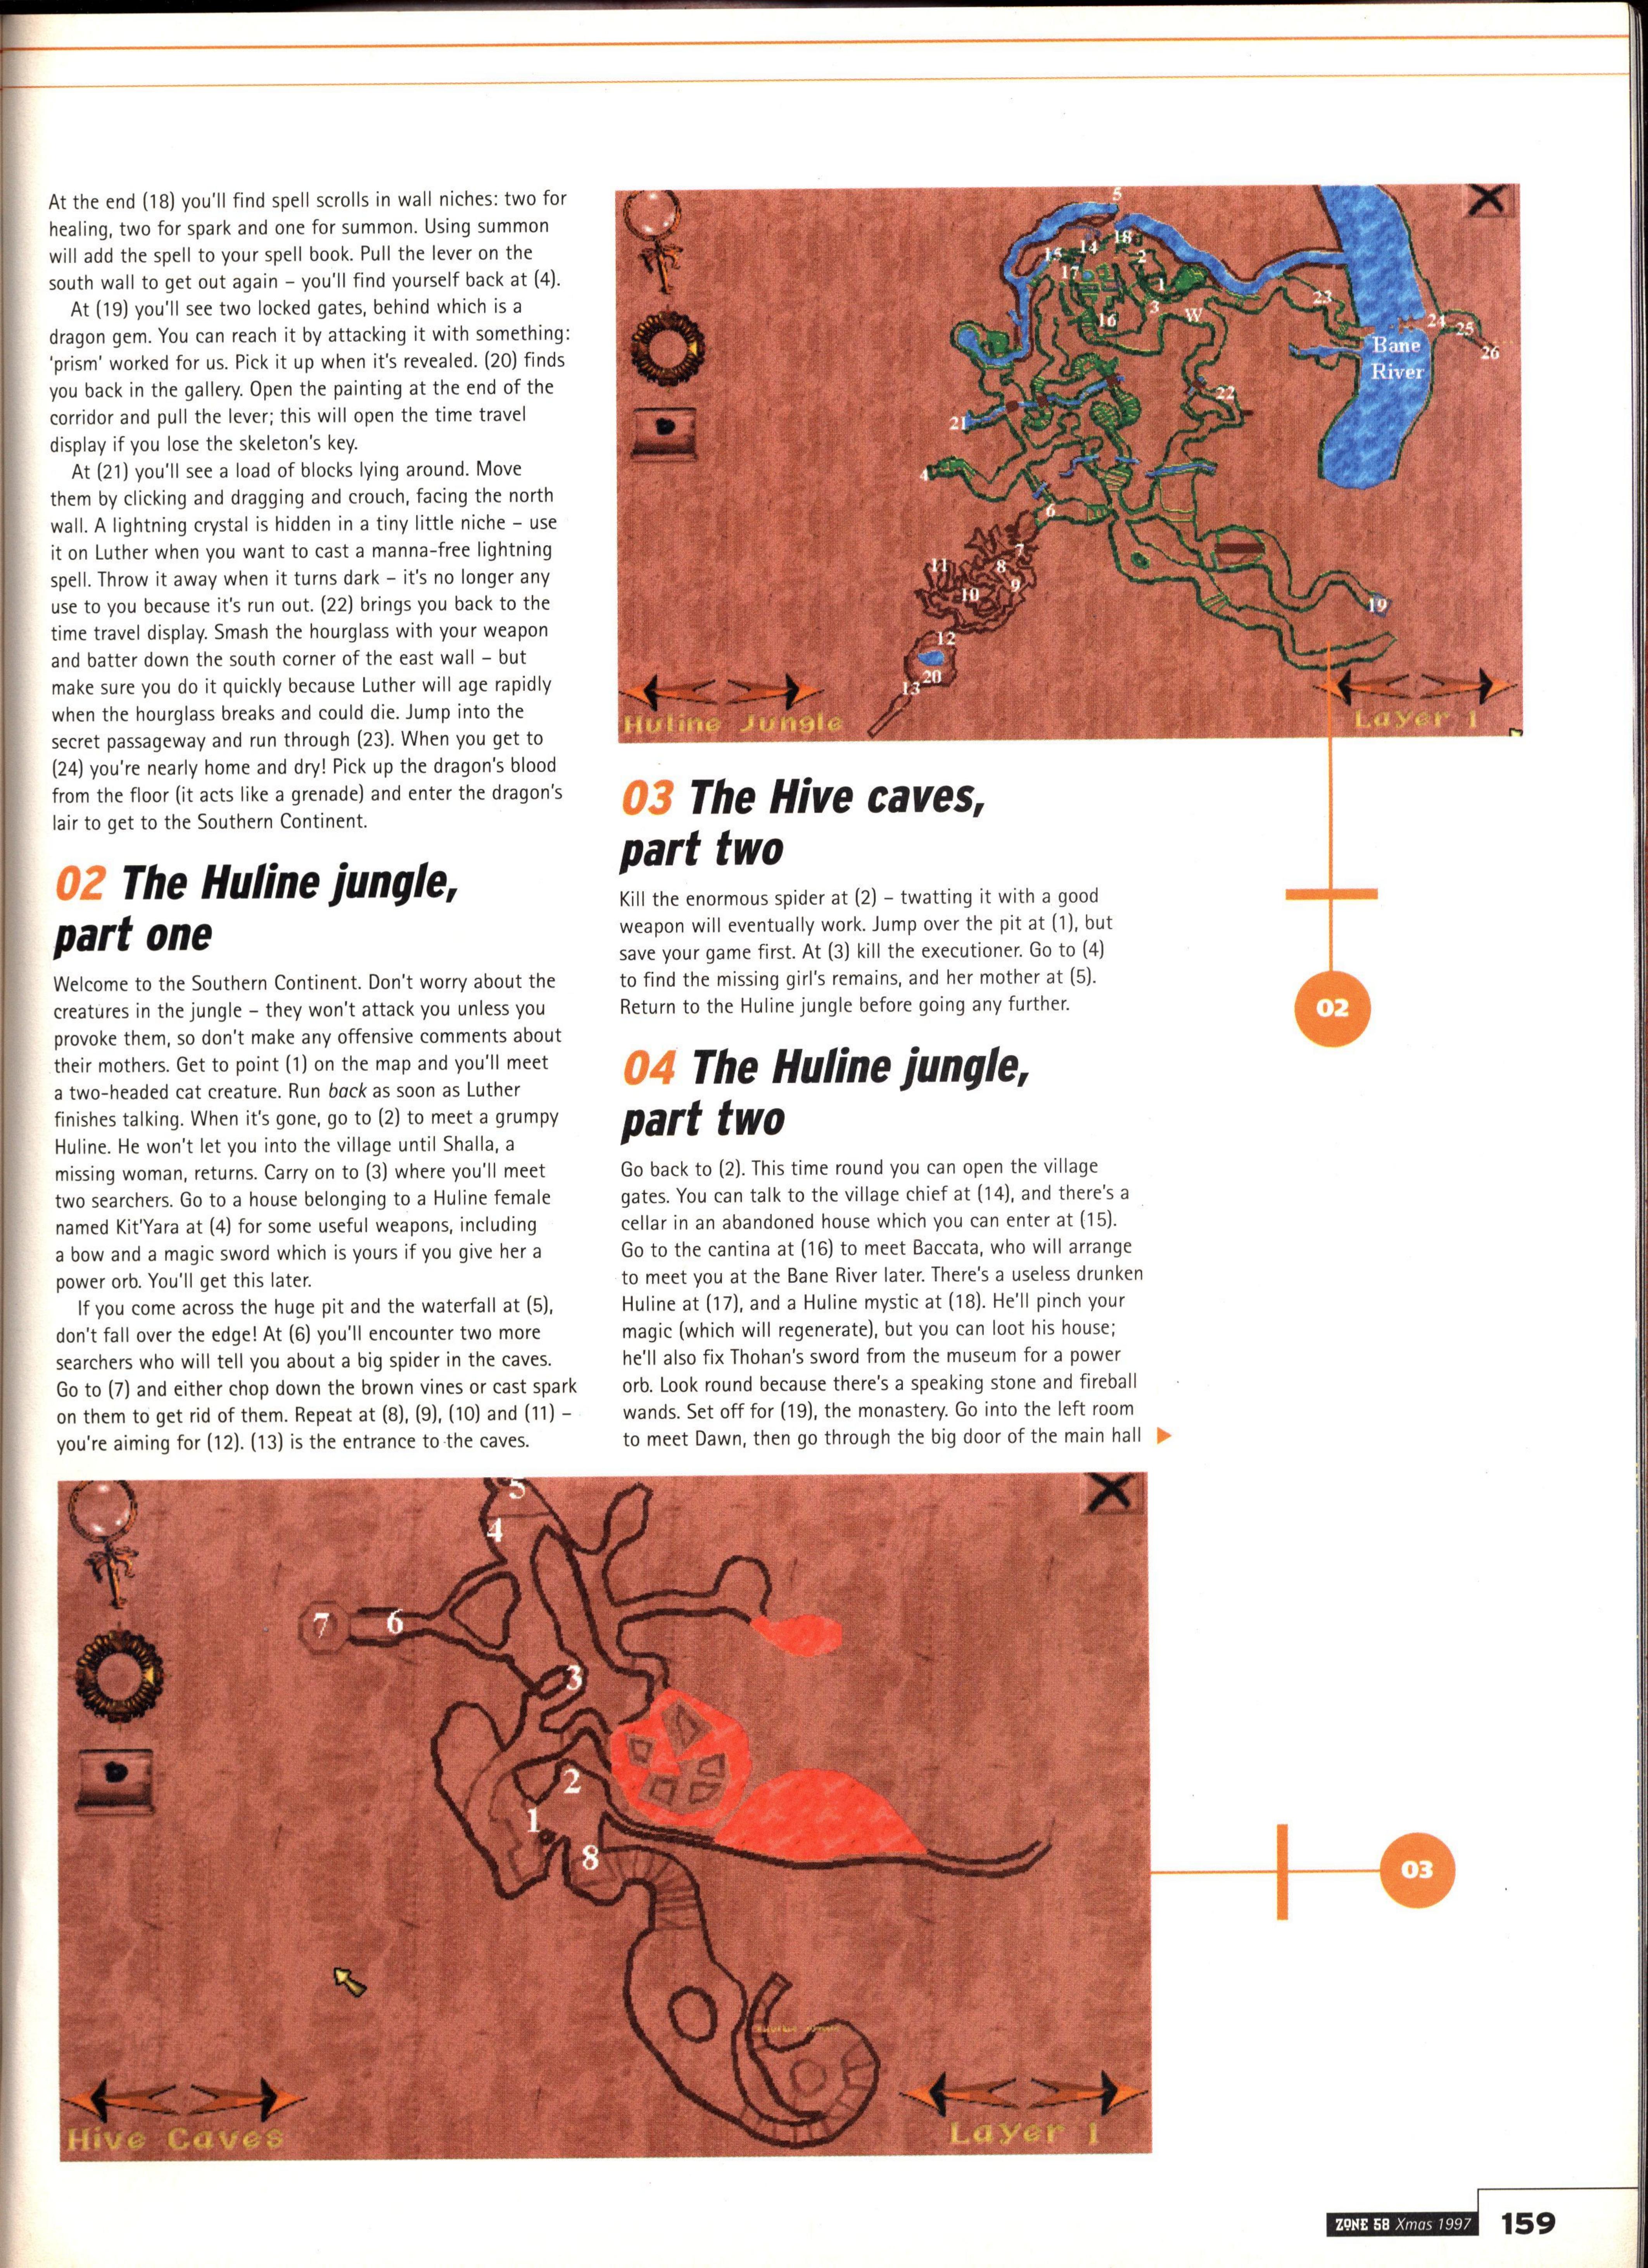 At the end (18) you'll find spell scrolls in wall niches: two for
healing, two for spark and one for summon. Using summon
will add the spell to your spell book. Pull the lever on the
south wall to get out again – you'll find yourself back at (4).
At (19) you'll see two locked gates, behind which is a
dragon gem. You can reach it by attacking it with something:
'prism' worked for us. Pick it up when it's revealed. (20) finds
you back in the gallery. Open the painting at the end of the
corridor and pull the lever; this will open the time travel
display if you lose the skeleton's key.
At (21) you'll see a load of blocks lying around. Move
them by clicking and dragging and crouch, facing the north
wall. A lightning crystal is hidden in a tiny little niche – use
it on Luther when you want to cast a manna-free lightning
spell. Throw it away when it turns dark – it's no longer any
use to you because it's run out. (22) brings you back to the
time travel display. Smash the hourglass with your weapon
and batter down the south corner of the east wall – but
make sure you do it quickly because Luther will age rapidly
when the hourglass breaks and could die. Jump into the
secret passageway and run through (23). When you get to
(24) you're nearly home and dry! Pick up the dragon's blood
from the floor (it acts like a grenade) and enter the dragon's
lair to get to the Southern Continent.
02 The Huline jungle,
part one
Welcome to the Southern Continent. Don't worry about the
creatures in the jungle – they won't attack you unless you
provoke them, so don't make any offensive comments about
their mothers. Get to point (1) on the map and you'll meet
a two-headed cat creature. Run back as soon as Luther
finishes talking. When it's gone, go to (2) to meet a grumpy
Huline. He won't let you into the village until Shalla, a
missing woman, returns. Carry on to (3) where you'll meet
two searchers. Go to a house belonging to a Huline female
named Kit'Yara at (4) for some useful weapons, including
a bow and a magic sword which is yours if you give her a
power orb. You'll get this later.
If you come across the huge pit and the waterfall at (5),
don't fall over the edge! At (6) you'll encounter two more
searchers who will tell you about a big spider in the caves.
Go to (7) and either chop down the brown vines or cast spark
on them to get rid of them. Repeat at (8), (9), (10) and (11) –
you're aiming for (12). (13) is the entrance to the caves.
5
18
14
15
2
17
1
3
16
W
23
24
25
26
Bane
River
22
21
4
6
7
8
11
9
10
12
20
13
19
Huline Jungle
Layer 1
02
03 The Hive caves,
part two
Kill the enormous spider at (2) – twatting it with a good
weapon will eventually work. Jump over the pit at (1), but
save your game first. At (3) kill the executioner. Go to (4)
to find the missing girl's remains, and her mother at (5).
Return to the Huline jungle before going any further.
04 The Huline jungle,
part two
Go back to (2). This time round you can open the village
gates. You can talk to the village chief at (14), and there's a
cellar in an abandoned house which you can enter at (15).
Go to the cantina at (16) to meet Baccata, who will arrange
to meet you at the Bane River later. There's a useless drunken
Huline at (17), and a Huline mystic at (18). He'll pinch your
magic (which will regenerate), but you can loot his house;
he'll also fix Thohan's sword from the museum for a power
orb. Look round because there's a speaking stone and fireball
wands. Set off for (19), the monastery. Go into the left room
to meet Dawn, then go through the big door of the main hall
5
4
7
6
3
2
1
8
Hive Caves
Layer 1
03
ZONE 58 Xmas 1997
159